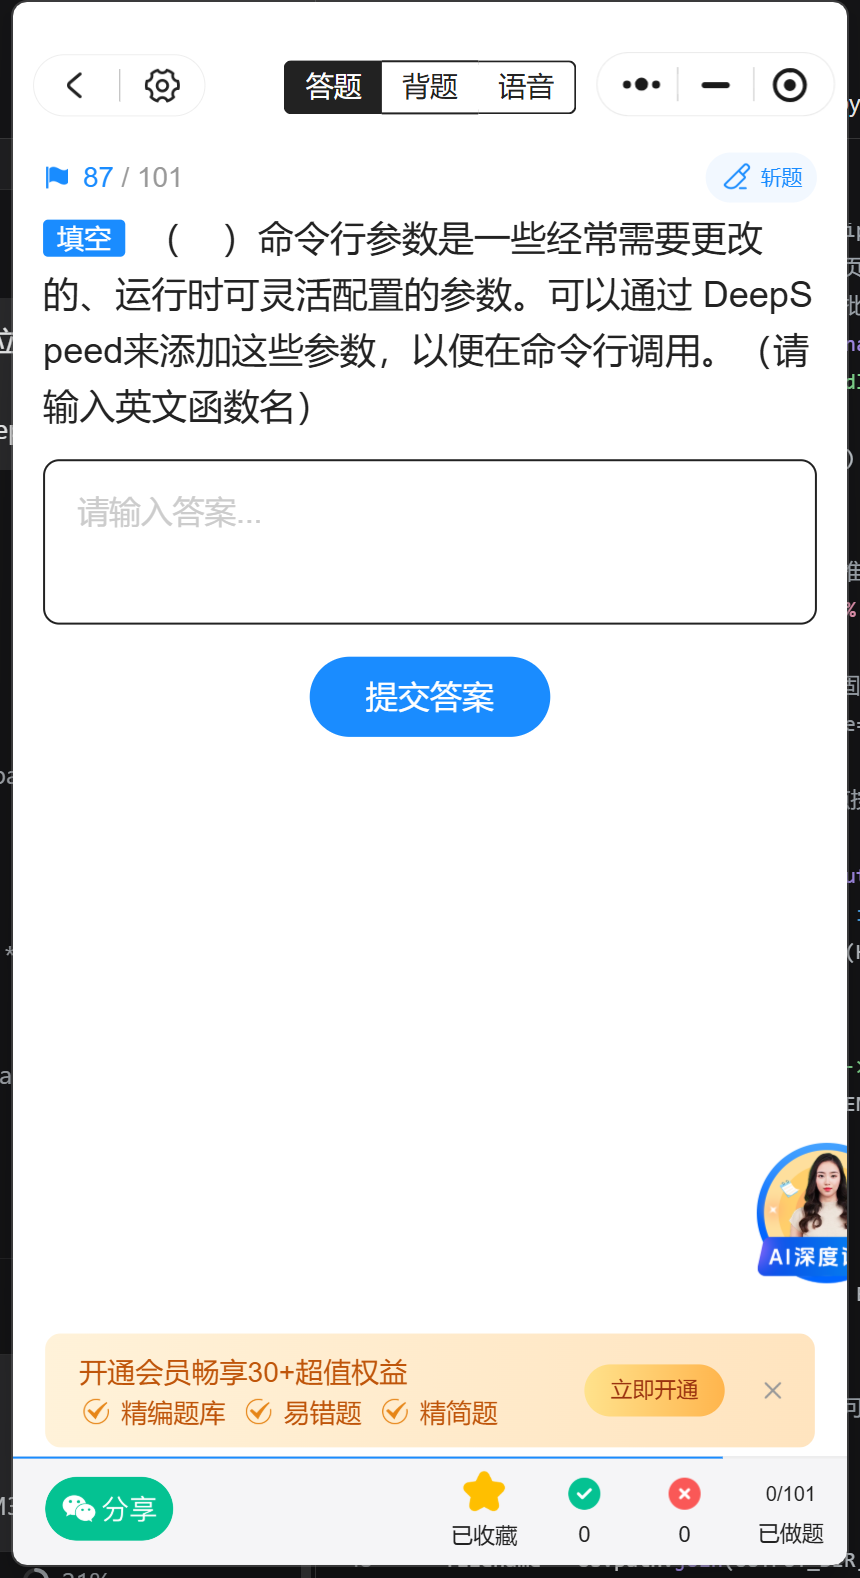 答题 背题 语音
87 / 101
斩题
填空 （ ）命令行参数是一些经常需要更改
的、运行时可灵活配置的参数。可以通过 DeepS
peed来添加这些参数，以便在命令行调用。（请
输入英文函数名）
请输入答案...
提交答案
AI深度
开通会员畅享30+超值权益
精编题库 易错题 精简题
立即开通
分享
已收藏
0
0
0/101
已做题